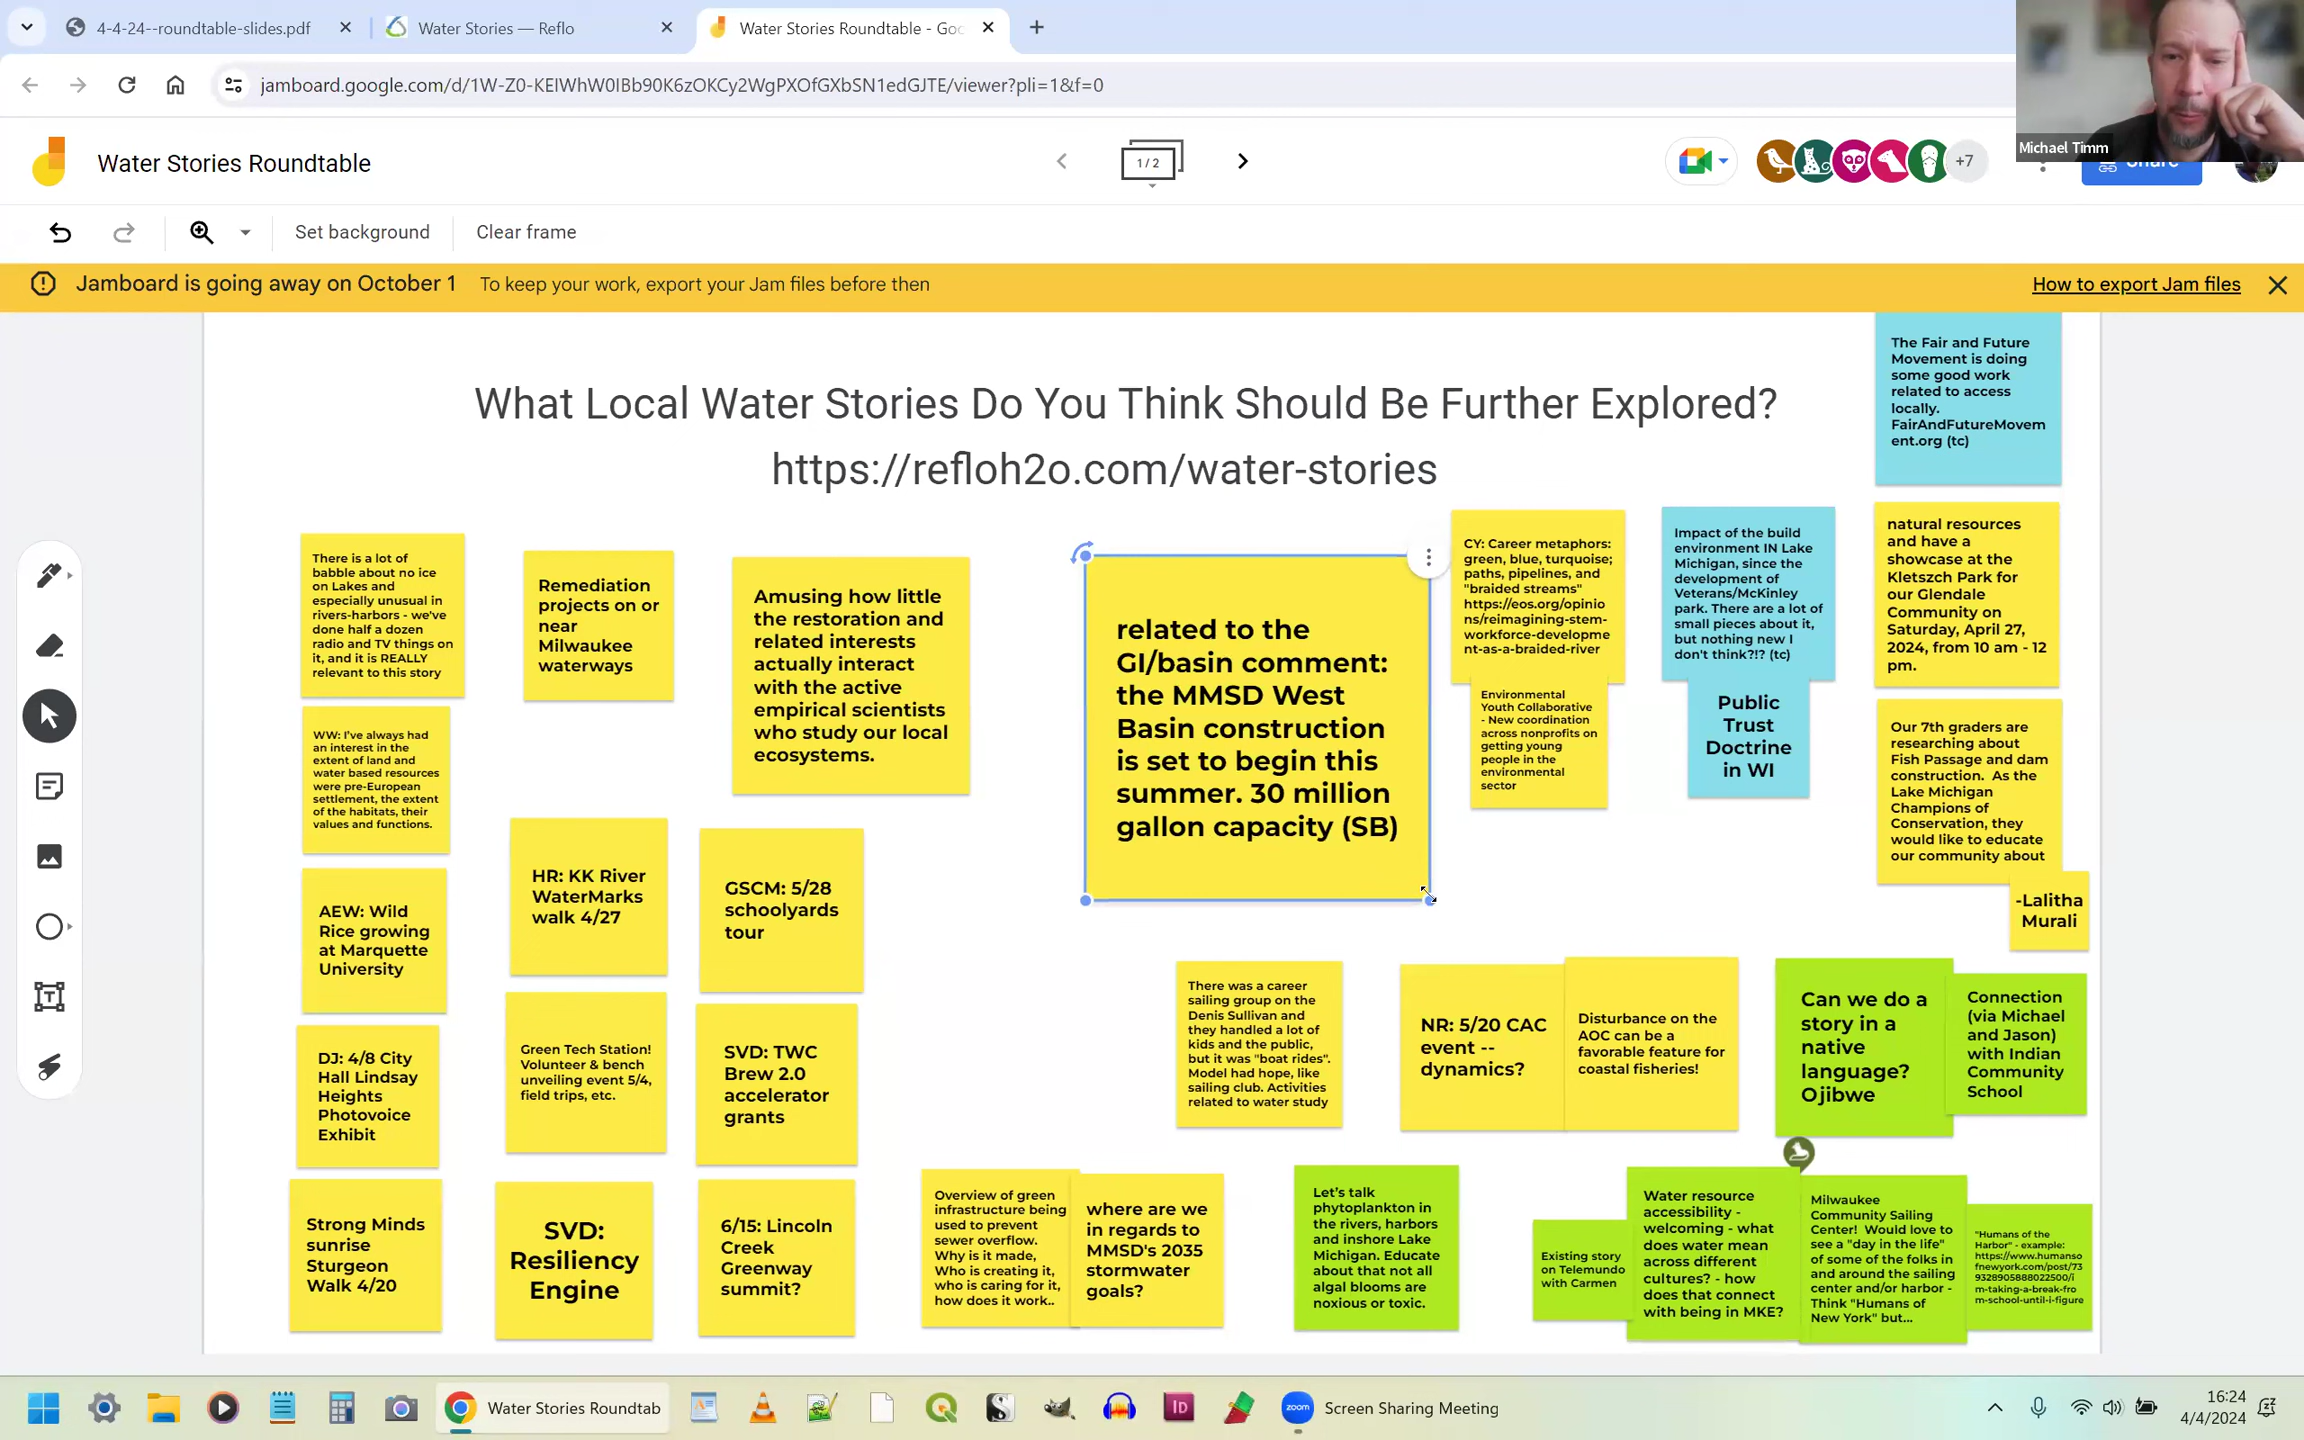 4-4-24--roundtable-slides.pdf
Water Stories — Reflo
Water Stories Roundtable - Goo
jamboard.google.com/d/1W-Z0-KEIWhW0IBb90K6zOKCy2WgPXOfGXbSN1edGJTE/viewer?pli=1&f=0
Michael Timm
Water Stories Roundtable
1 / 2
+7
Share
Set background
Clear frame
Jamboard is going away on October 1
To keep your work, export your Jam files before then
How to export Jam files
What Local Water Stories Do You Think Should Be Further Explored?
https://refloh2o.com/water-stories
The Fair and Future
Movement is doing
some good work
related to access
locally.
FairAndFutureMovem
ent.org (tc)
There is a lot of
babble about no ice
on Lakes and
especially unusual in
rivers-harbors - we've
done half a dozen
radio and TV things on
it, and it is REALLY
relevant to this story
Remediation
projects on or
near
Milwaukee
waterways
Amusing how little
the restoration and
related interests
actually interact
with the active
empirical scientists
who study our local
ecosystems.
related to the
GI/basin comment:
the MMSD West
Basin construction
is set to begin this
summer. 30 million
gallon capacity (SB)
CY: Career metaphors:
green, blue, turquoise;
paths, pipelines, and
"braided streams"
https://eos.org/opinio
ns/reimagining-stem-
workforce-developme
nt-as-a-braided-river
Impact of the build
environment IN Lake
Michigan, since the
development of
Veterans/McKinley
park. There are a lot of
small pieces about it,
but nothing new I
don't think?!? (tc)
natural resources
and have a
showcase at the
Kletszch Park for
our Glendale
Community on
Saturday, April 27,
2024, from 10 am - 12
pm.
Environmental
Youth Collaborative
- New coordination
across nonprofits on
getting young
people in the
environmental
sector
Public
Trust
Doctrine
in WI
Our 7th graders are
researching about
Fish Passage and dam
construction. As the
Lake Michigan
Champions of
Conservation, they
would like to educate
our community about
-Lalitha
Murali
WW: I've always had
an interest in the
extent of land and
water based resources
were pre-European
settlement, the extent
of the habitats, their
values and functions.
HR: KK River
WaterMarks
walk 4/27
GSCM: 5/28
schoolyards
tour
AEW: Wild
Rice growing
at Marquette
University
There was a career
sailing group on the
Denis Sullivan and
they handled a lot of
kids and the public,
but it was "boat rides".
Model had hope, like
sailing club. Activities
related to water study
NR: 5/20 CAC
event --
dynamics?
Disturbance on the
AOC can be a
favorable feature for
coastal fisheries!
Can we do a
story in a
native
language?
Ojibwe
Connection
(via Michael
and Jason)
with Indian
Community
School
DJ: 4/8 City
Hall Lindsay
Heights
Photovoice
Exhibit
Green Tech Station!
Volunteer & bench
unveiling event 5/4,
field trips, etc.
SVD: TWC
Brew 2.0
accelerator
grants
Strong Minds
sunrise
Sturgeon
Walk 4/20
SVD:
Resiliency
Engine
6/15: Lincoln
Creek
Greenway
summit?
Overview of green
infrastructure being
used to prevent
sewer overflow.
Why is it made,
Who is creating it,
who is caring for it,
how does it work..
where are we
in regards to
MMSD's 2035
stormwater
goals?
Let's talk
phytoplankton in
the rivers, harbors
and inshore Lake
Michigan. Educate
about that not all
algal blooms are
noxious or toxic.
Existing story
on Telemundo
with Carmen
Water resource
accessibility -
welcoming - what
does water mean
across different
cultures? - how
does that connect
with being in MKE?
Milwaukee
Community Sailing
Center! Would love to
see a "day in the life"
of some of the folks in
and around the sailing
center and/or harbor -
Think "Humans of
New York" but...
"Humans of the
Harbor" - example:
https://www.humanso
fnewyork.com/post/73
9328905888022500/i
m-taking-a-break-fro
m-school-until-i-figure
Water Stories Roundtab
Id
zoom
Screen Sharing Meeting
16:24
4/4/2024